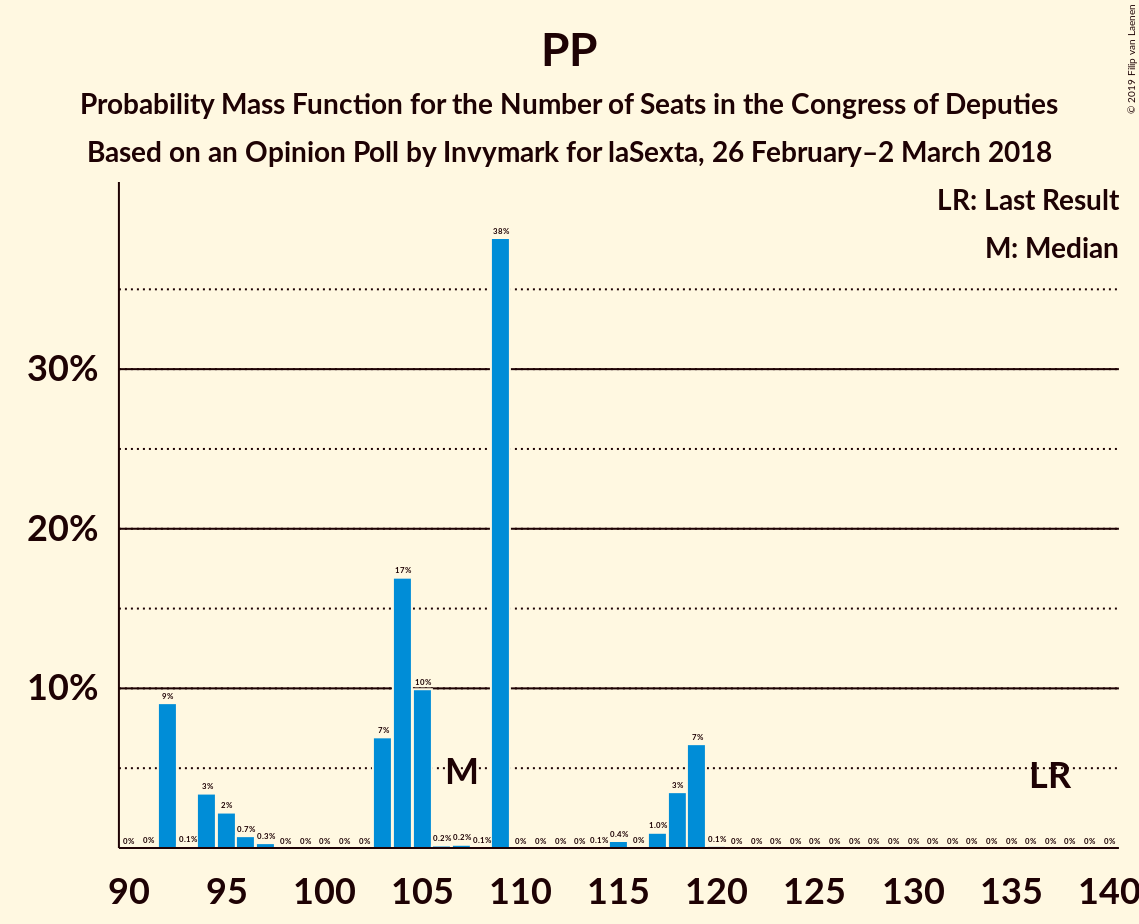 © 2019 Filip van Laenen
PP
Probability Mass Function for the Number of Seats in the Congress of Deputies
Based on an Opinion Poll by Invymark for laSexta, 26 February–2 March 2018
LR: Last Result
M: Median
30%
20%
10%
0% 0% 9% 0.1% 3% 2% 0.7% 0.3% 0% 0% 0% 0% 0% 7% 17% 10% 0.2% 0.2% 0.1% 38% 0% 0% 0% 0% 0.1% 0.4% 0% 1.0% 3% 7% 0.1% 0% 0% 0% 0% 0% 0% 0% 0% 0% 0% 0% 0% 0% 0% 0% 0% 0% 0% 0% 0%
M
LR
90 95 100 105 110 115 120 125 130 135 140